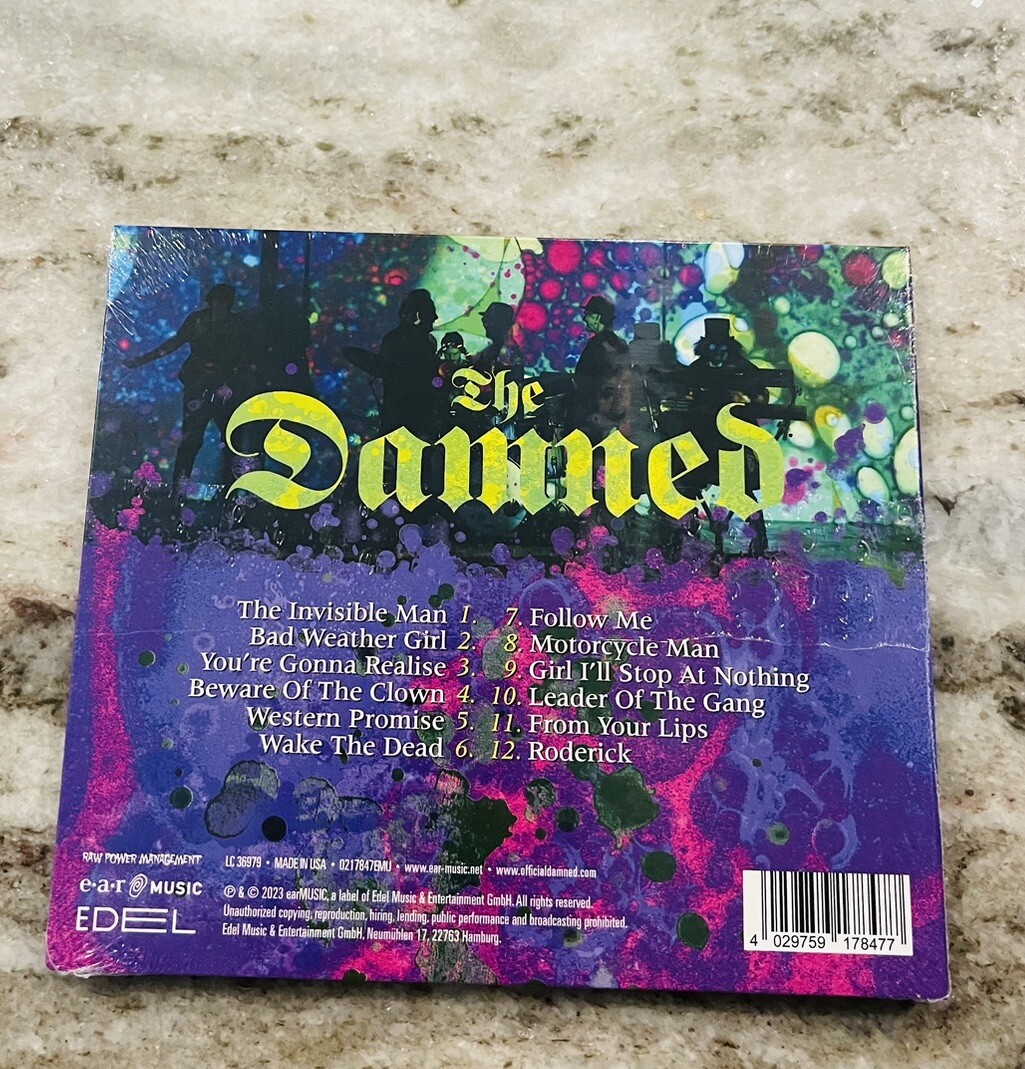 The
Damned
The Invisible Man 1.
Bad Weather Girl 2.
You're Gonna Realise 3.
Beware Of The Clown 4.
Western Promise 5.
Wake The Dead 6.
7. Follow Me
8. Motorcycle Man
9. Girl I'll Stop At Nothing
10. Leader Of The Gang
11. From Your Lips
12. Roderick
RAW POWER MANAGEMENT
e·a·r MUSIC
EDEL
LC 36979 • MADE IN USA • 0217847EMU • www.ear-music.net • www.officialdamned.com
℗ & © 2023 earMUSIC, a label of Edel Music & Entertainment GmbH. All rights reserved.
Unauthorized copying, reproduction, hiring, lending, public performance and broadcasting prohibited.
Edel Music & Entertainment GmbH, Neumühlen 17, 22763 Hamburg.
4 029759 178477